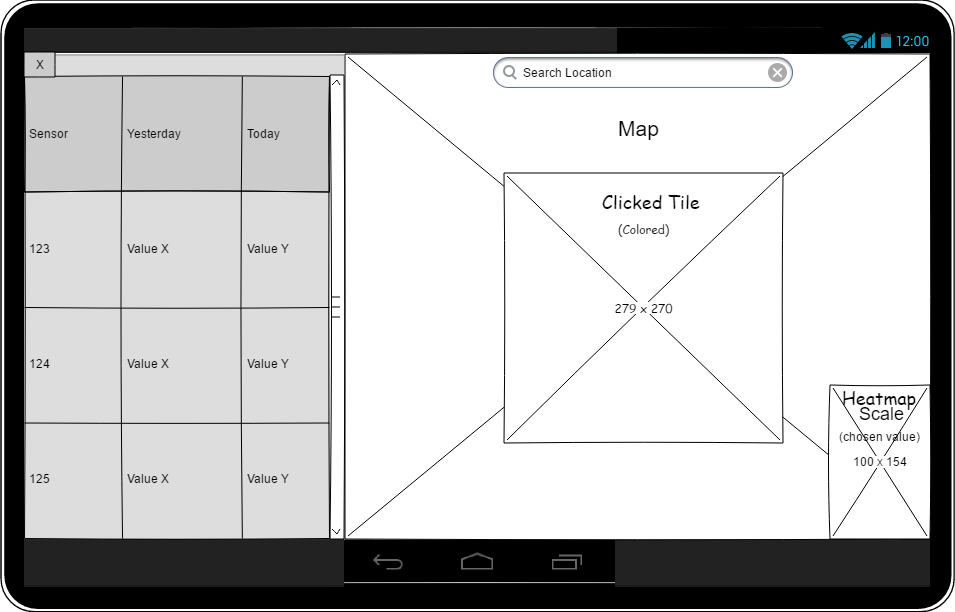 12:00
X
Search Location
Sensor Yesterday Today
Map
Clicked Tile
(Colored)
123 Value X Value Y
279 x 270
124 Value X Value Y
Heatmap
Scale
(chosen value)
100 x 154
125 Value X Value Y